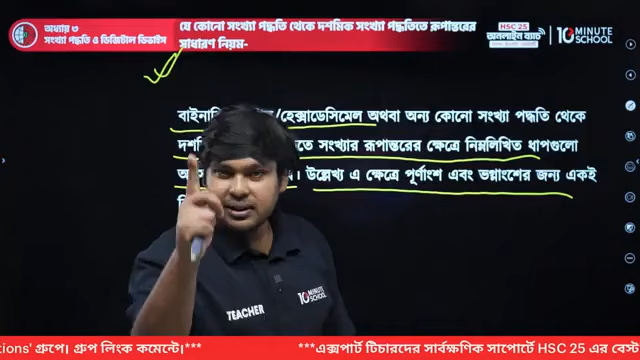 অধ্যায় ৩
সংখ্যা পদ্ধতি ও ডিজিটাল ডিভাইস
যে কোনো সংখ্যা পদ্ধতি থেকে দশমিক সংখ্যা পদ্ধতিতে রূপান্তরের
সাধারণ নিয়ম-
HSC 25
অনলাইন ব্যাচ
10 MINUTE SCHOOL
/হেক্সাডেসিমেল অথবা অন্য কোনো সংখ্যা পদ্ধতি থেকে
সংখ্যার রূপান্তরের ক্ষেত্রে নিম্নলিখিত ধাপগুলো
। উল্লেখ্য এ ক্ষেত্রে পূর্ণাংশ এবং ভগ্নাংশের জন্য একই
TEACHER
10 MINUTE SCHOOL
tions' গ্রুপে। গ্রুপ লিংক কমেন্টে।*** ***এক্সপার্ট টিচারদের সার্বক্ষণিক সাপোর্টে HSC 25 এর বেস্ট